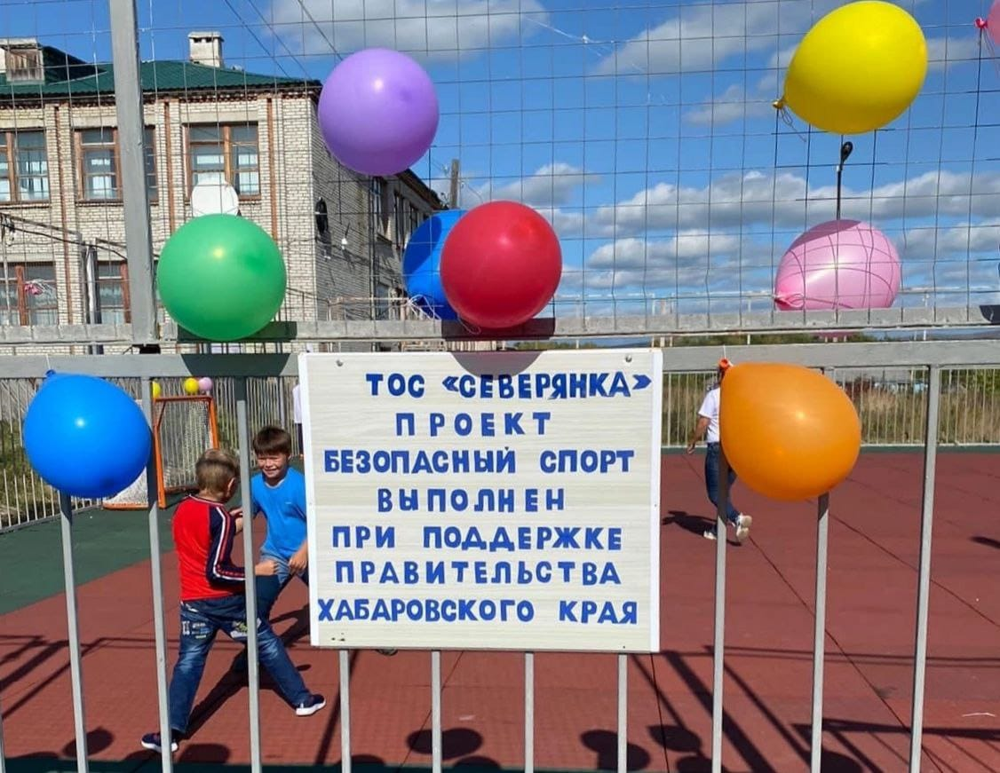 ТОС «СЕВЕРЯНКА»
ПРОЕКТ
БЕЗОПАСНЫЙ СПОРТ
ВЫПОЛНЕН
ПРИ ПОДДЕРЖКЕ
ПРАВИТЕЛЬСТВА
ХАБАРОВСКОГО КРАЯ